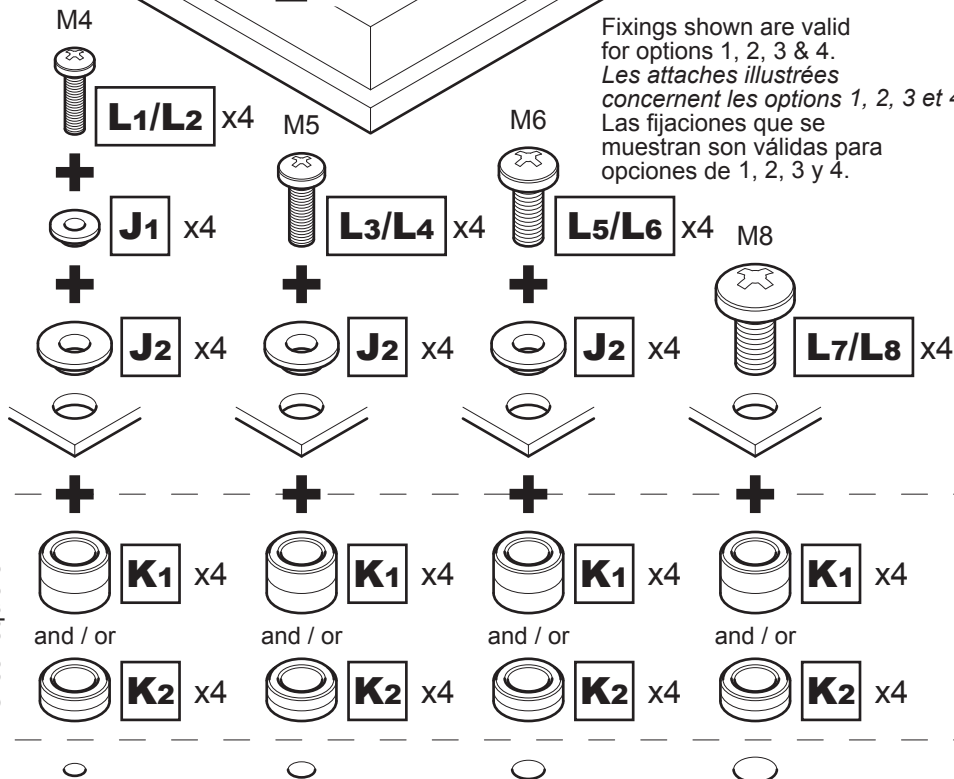 M4
Fixings shown are valid
for options 1, 2, 3 & 4.
Les attaches illustrées
concernent les options 1, 2, 3 et 4
Las fijaciones que se
muestran son válidas para
opciones de 1, 2, 3 y 4.
L1/L2 x4
M5
M6
+
J1 x4
L3/L4 x4
L5/L6 x4
M8
+ + +
J2 x4 J2 x4 J2 x4
L7/L8 x4
+ + + +
K1 x4 K1 x4 K1 x4 K1 x4
and / or and / or and / or and / or
K2 x4 K2 x4 K2 x4 K2 x4